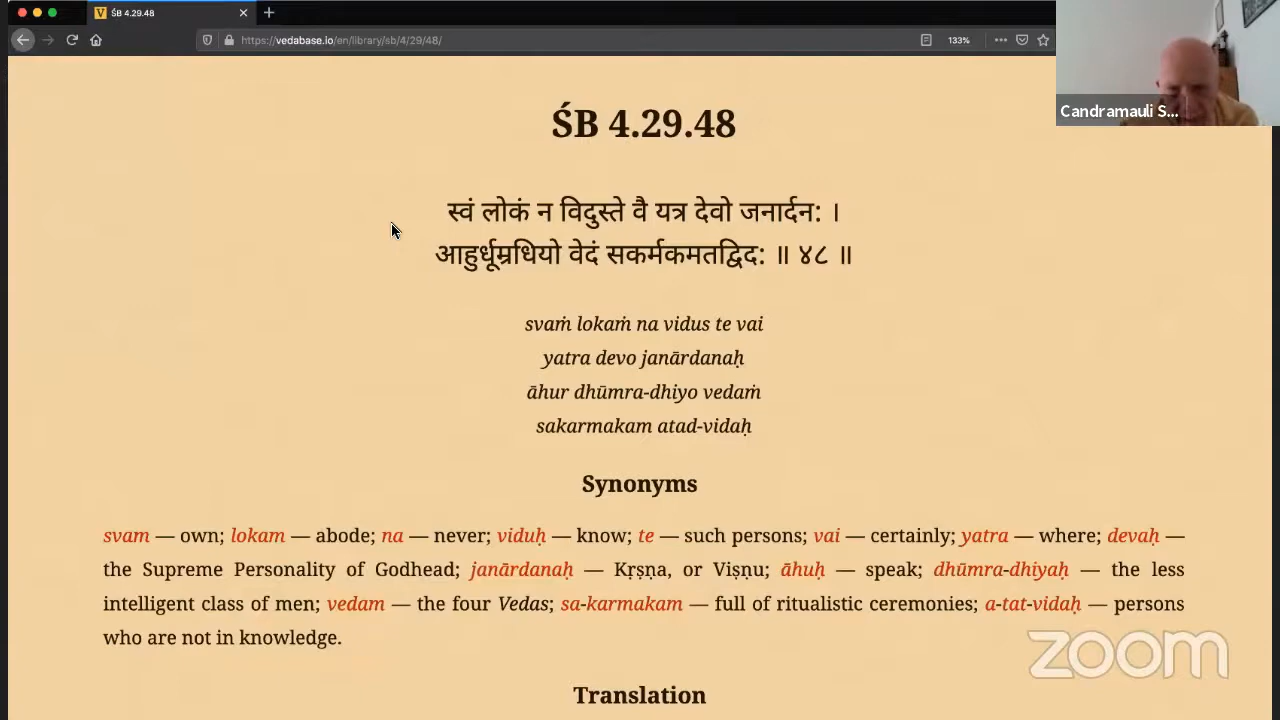 ŚB 4.29.48
https://vedabase.io/en/library/sb/4/29/48/
133%
Candramauli S...
ŚB 4.29.48
स्वं लोकं न विदुस्ते वै यत्र देवो जनार्दन: ।
आहुर्धूम्रधियो वेदं सकर्मकमतद्विद: ॥ ४८ ॥
svaṁ lokaṁ na vidus te vai
yatra devo janārdanaḥ
āhur dhūmra-dhiyo vedaṁ
sakarmakam atad-vidaḥ
Synonyms
svam — own; lokam — abode; na — never; viduḥ — know; te — such persons; vai — certainly; yatra — where; devaḥ —
the Supreme Personality of Godhead; janārdanaḥ — Kṛṣṇa, or Viṣṇu; āhuḥ — speak; dhūmra-dhiyaḥ — the less
intelligent class of men; vedam — the four Vedas; sa-karmakam — full of ritualistic ceremonies; a-tat-vidaḥ — persons
who are not in knowledge.
zoom
Translation